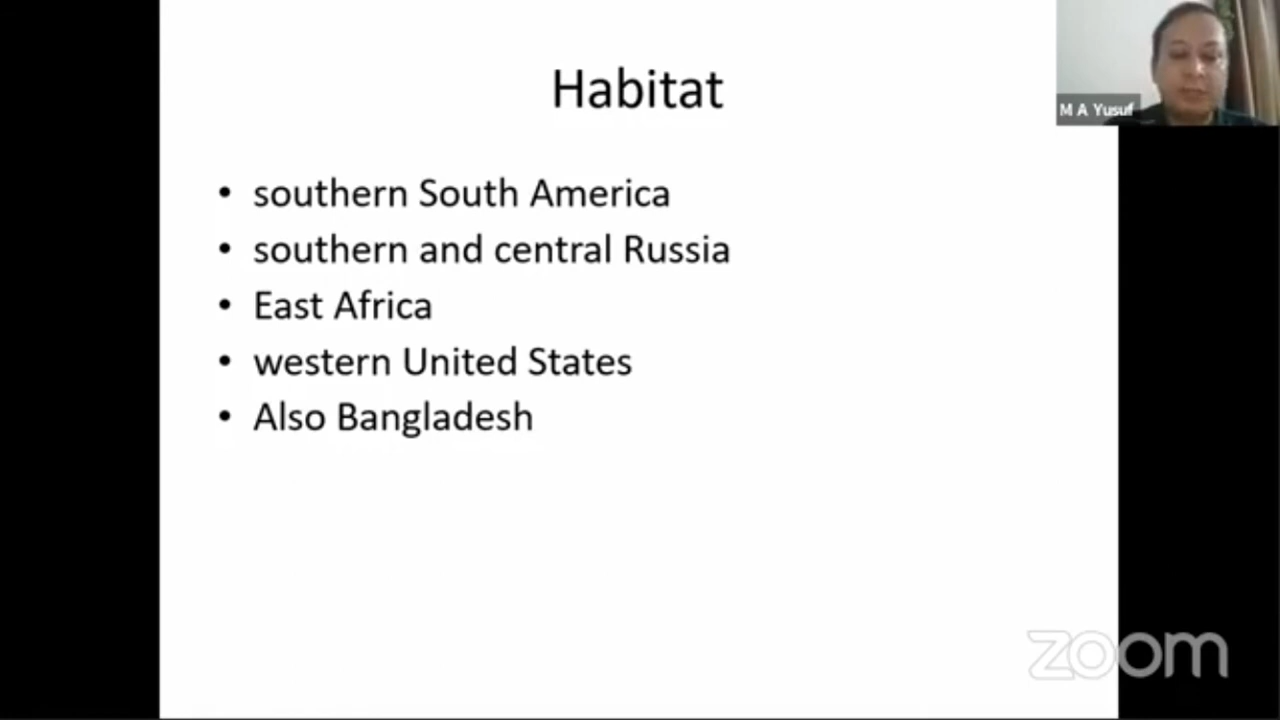 Habitat
M A Yusuf
• southern South America
• southern and central Russia
• East Africa
• western United States
• Also Bangladesh
zoom